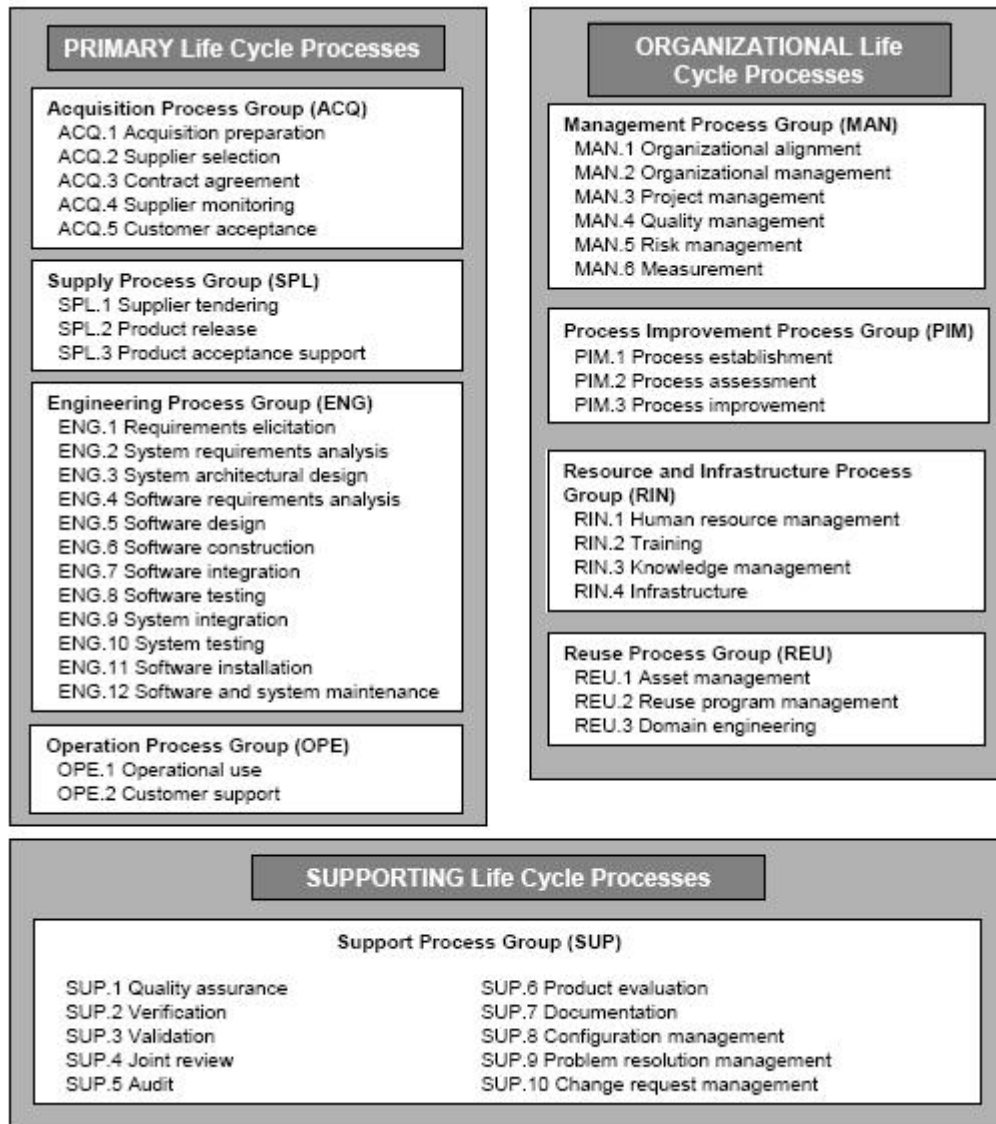 PRIMARY Life Cycle Processes
Acquisition Process Group (ACQ)
ACQ.1 Acquisition preparation
ACQ.2 Supplier selection
ACQ.3 Contract agreement
ACQ.4 Supplier monitoring
ACQ.5 Customer acceptance
Supply Process Group (SPL)
SPL.1 Supplier tendering
SPL.2 Product release
SPL.3 Product acceptance support
Engineering Process Group (ENG)
ENG.1 Requirements elicitation
ENG.2 System requirements analysis
ENG.3 System architectural design
ENG.4 Software requirements analysis
ENG.5 Software design
ENG.6 Software construction
ENG.7 Software integration
ENG.8 Software testing
ENG.9 System integration
ENG.10 System testing
ENG.11 Software installation
ENG.12 Software and system maintenance
Operation Process Group (OPE)
OPE.1 Operational use
OPE.2 Customer support
ORGANIZATIONAL Life
Cycle Processes
Management Process Group (MAN)
MAN.1 Organizational alignment
MAN.2 Organizational management
MAN.3 Project management
MAN.4 Quality management
MAN.5 Risk management
MAN.6 Measurement
Process Improvement Process Group (PIM)
PIM.1 Process establishment
PIM.2 Process assessment
PIM.3 Process improvement
Resource and Infrastructure Process
Group (RIN)
RIN.1 Human resource management
RIN.2 Training
RIN.3 Knowledge management
RIN.4 Infrastructure
Reuse Process Group (REU)
REU.1 Asset management
REU.2 Reuse program management
REU.3 Domain engineering
SUPPORTING Life Cycle Processes
Support Process Group (SUP)
SUP.1 Quality assurance
SUP.2 Verification
SUP.3 Validation
SUP.4 Joint review
SUP.5 Audit
SUP.6 Product evaluation
SUP.7 Documentation
SUP.8 Configuration management
SUP.9 Problem resolution management
SUP.10 Change request management